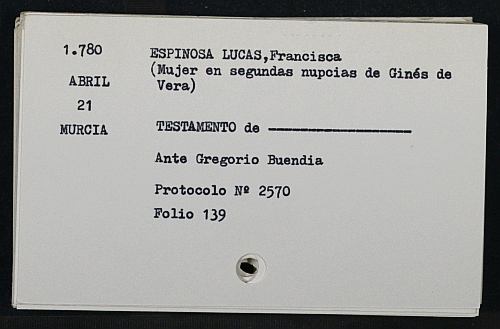 1.780
ESPINOSA LUCAS,Francisca
(Mujer en segundas nupcias de Ginés de
Vera)
ABRIL
21
MURCIA
TESTAMENTO de --------------------
Ante Gregorio Buendia
Protocolo Nº 2570
Folio 139